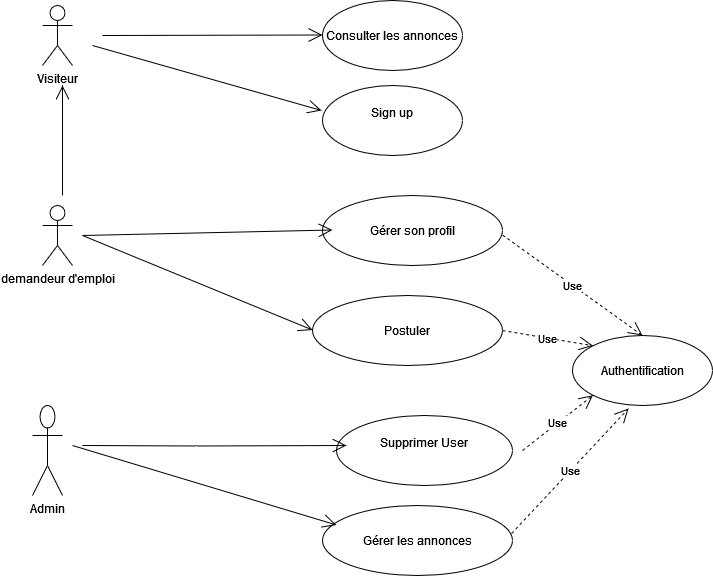 Consulter les annonces
Visiteur
Sign up
Gérer son profil
demandeur d'emploi
Use
Postuler
Use
Authentification
Supprimer User
Use
Use
Admin
Gérer les annonces